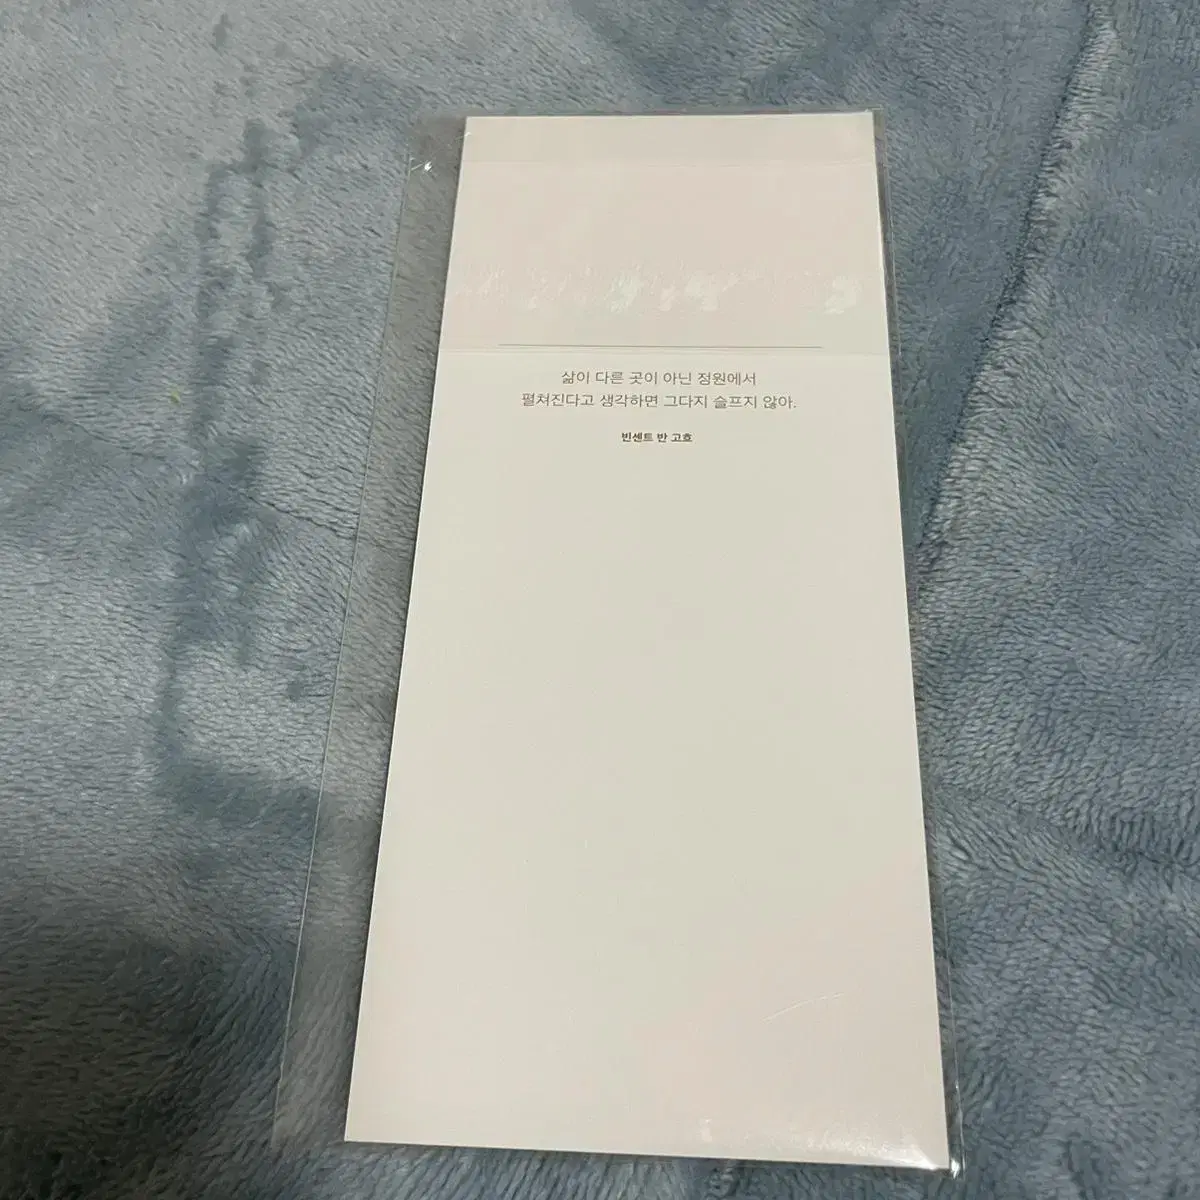 삶이 다른 곳이 아닌 정원에서
펼쳐진다고 생각하면 그다지 슬프지 않아.
빈센트 반 고흐